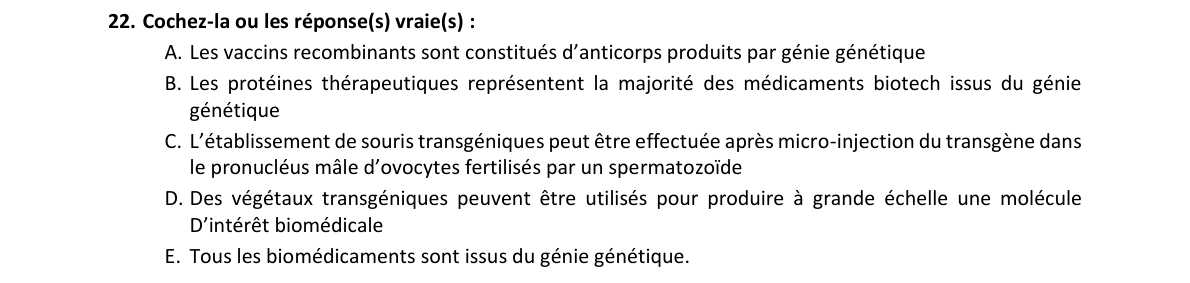 22. Cochez-la ou les réponse(s) vraie(s) :
A. Les vaccins recombinants sont constitués d'anticorps produits par génie génétique
B. Les protéines thérapeutiques représentent la majorité des médicaments biotech issus du génie
génétique
C. L'établissement de souris transgéniques peut être effectuée après micro-injection du transgène dans
le pronucléus mâle d'ovocytes fertilisés par un spermatozoïde
D. Des végétaux transgéniques peuvent être utilisés pour produire à grande échelle une molécule
D'intérêt biomédicale
E. Tous les biomédicaments sont issus du génie génétique.